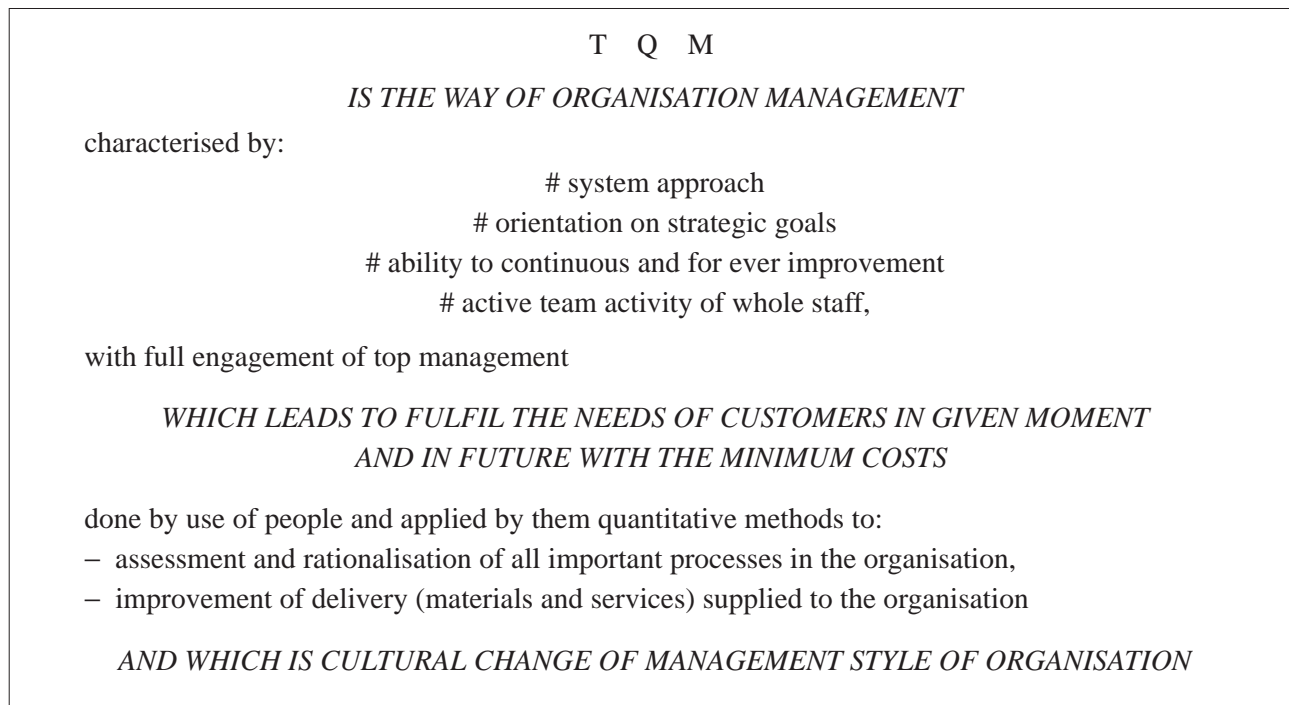 T Q M
IS THE WAY OF ORGANISATION MANAGEMENT
characterised by:
# system approach
# orientation on strategic goals
# ability to continuous and for ever improvement
# active team activity of whole staff,
with full engagement of top management
WHICH LEADS TO FULFIL THE NEEDS OF CUSTOMERS IN GIVEN MOMENT
AND IN FUTURE WITH THE MINIMUM COSTS
done by use of people and applied by them quantitative methods to:
– assessment and rationalisation of all important processes in the organisation,
– improvement of delivery (materials and services) supplied to the organisation
AND WHICH IS CULTURAL CHANGE OF MANAGEMENT STYLE OF ORGANISATION